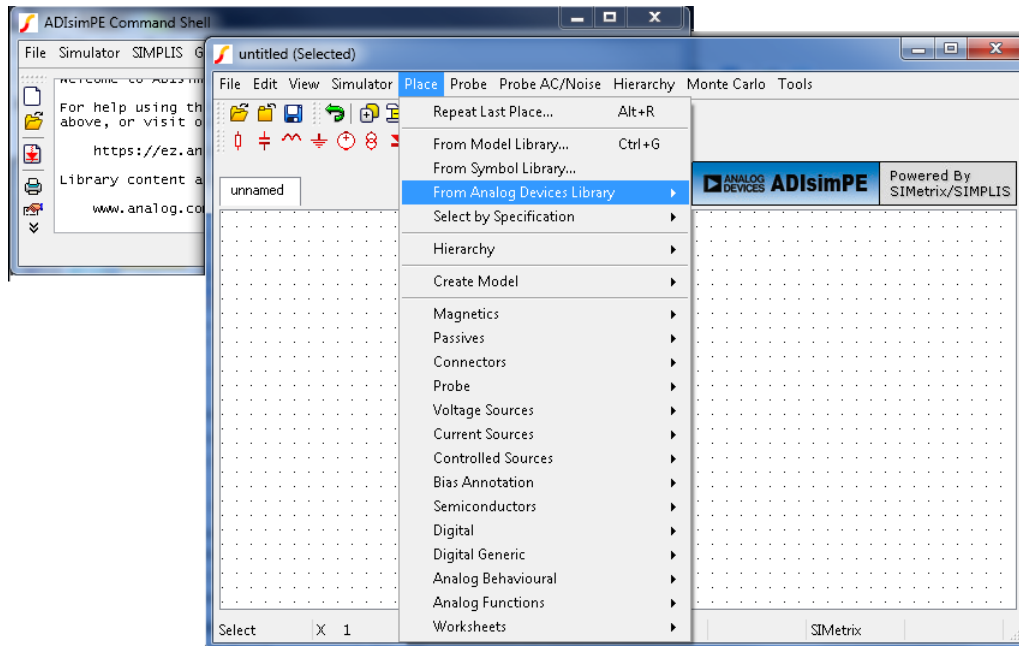 ADIsimPE Command Shell
File Simulator SIMPLIS G
For help using th
above, or visit o
https://ez.an
Library content a
www.analog.co
untitled (Selected)
File Edit View Simulator Place Probe Probe AC/Noise Hierarchy Monte Carlo Tools
Repeat Last Place... Alt+R
From Model Library... Ctrl+G
From Symbol Library...
From Analog Devices Library
Select by Specification
Hierarchy
Create Model
Magnetics
Passives
Connectors
Probe
Voltage Sources
Current Sources
Controlled Sources
Bias Annotation
Semiconductors
Digital
Digital Generic
Analog Behavioural
Analog Functions
Worksheets
unnamed
ANALOG DEVICES ADIsimPE
Powered By
SIMetrix/SIMPLIS
Select X 1 SIMetrix